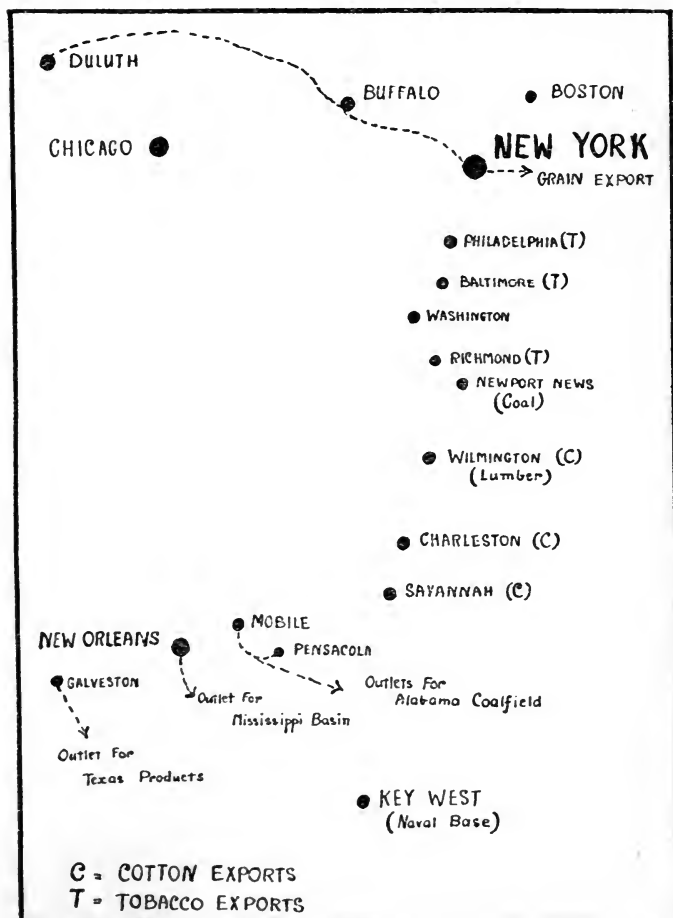 DULUTH
BUFFALO
BOSTON
CHICAGO
NEW YORK
GRAIN EXPORT
PHILADELPHIA (T)
BALTIMORE (T)
WASHINGTON
RICHMOND (T)
NEWPORT NEWS
(Coal)
WILMINGTON (C)
(Lumber)
CHARLESTON (C)
SAVANNAH (C)
MOBILE
NEW ORLEANS
PENSACOLA
GALVESTON
Outlets For
Alabama Coalfield
Outlet For
Mississippi Basin
Outlet For
Texas Products
KEY WEST
(Naval Base)
C = COTTON EXPORTS
T = TOBACCO EXPORTS